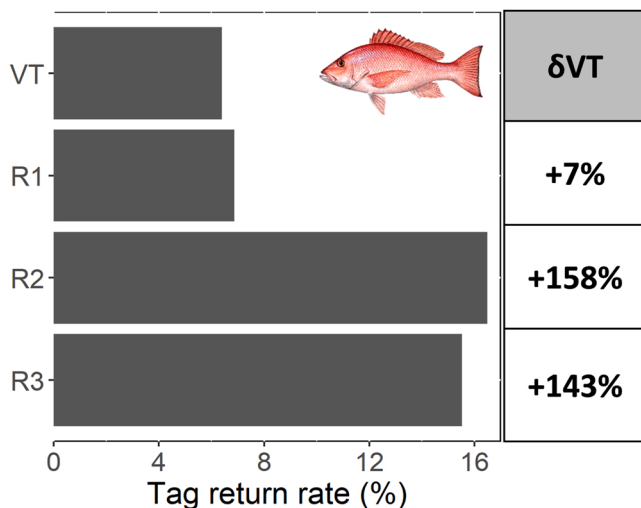 VT
δVT
R1
+7%
R2
+158%
R3
+143%
0 4 8 12 16
Tag return rate (%)